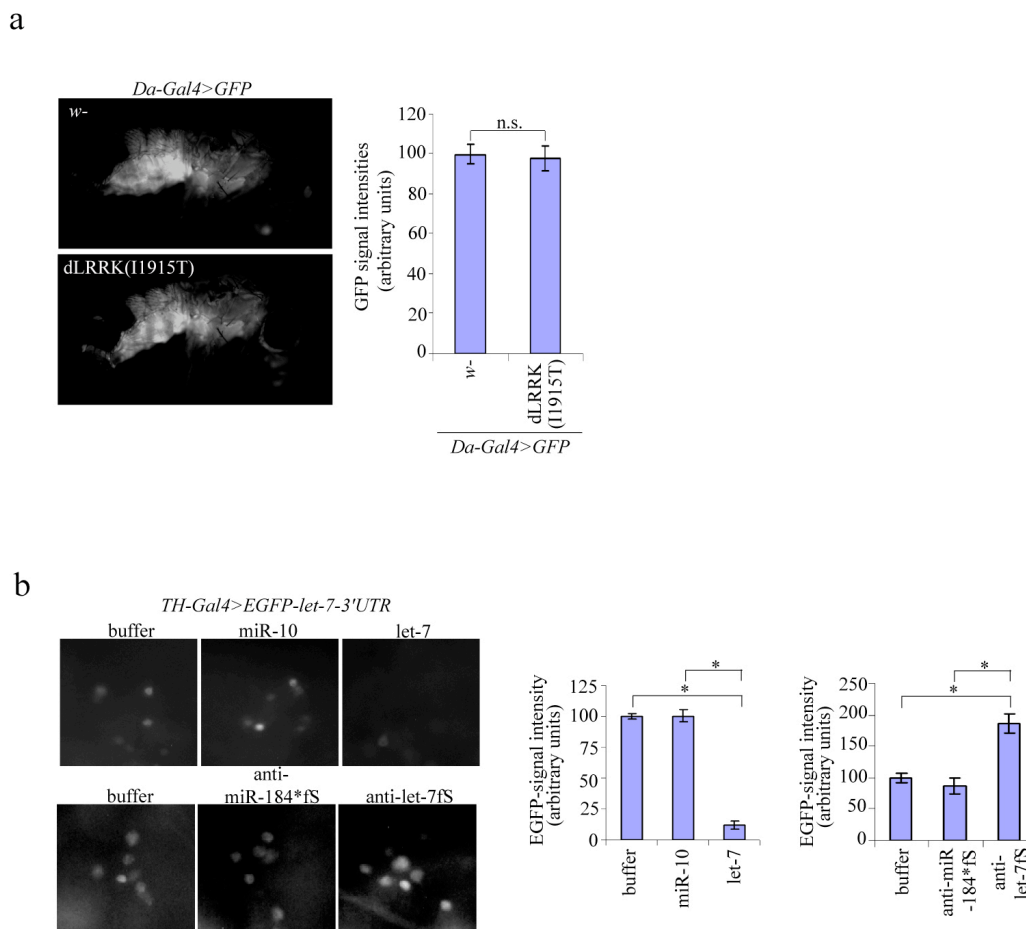 a
Da-Gal4>GFP
w-
dLRRK(I1915T)
GFP signal intensities
(arbitrary units)
120
100
80
60
40
20
0
n.s.
w-
dLRRK
(I1915T)
Da-Gal4>GFP
b
TH-Gal4>EGFP-let-7-3'UTR
buffer
miR-10
let-7
buffer
anti-
miR-184*fS
anti-let-7fS
EGFP-signal intensity
(arbitrary units)
125
100
75
50
25
0
*
*
buffer
miR-10
let-7
EGFP-signal intensity
(arbitrary units)
250
200
150
100
50
0
*
*
buffer
anti-miR
-184*fS
anti-
let-7fS